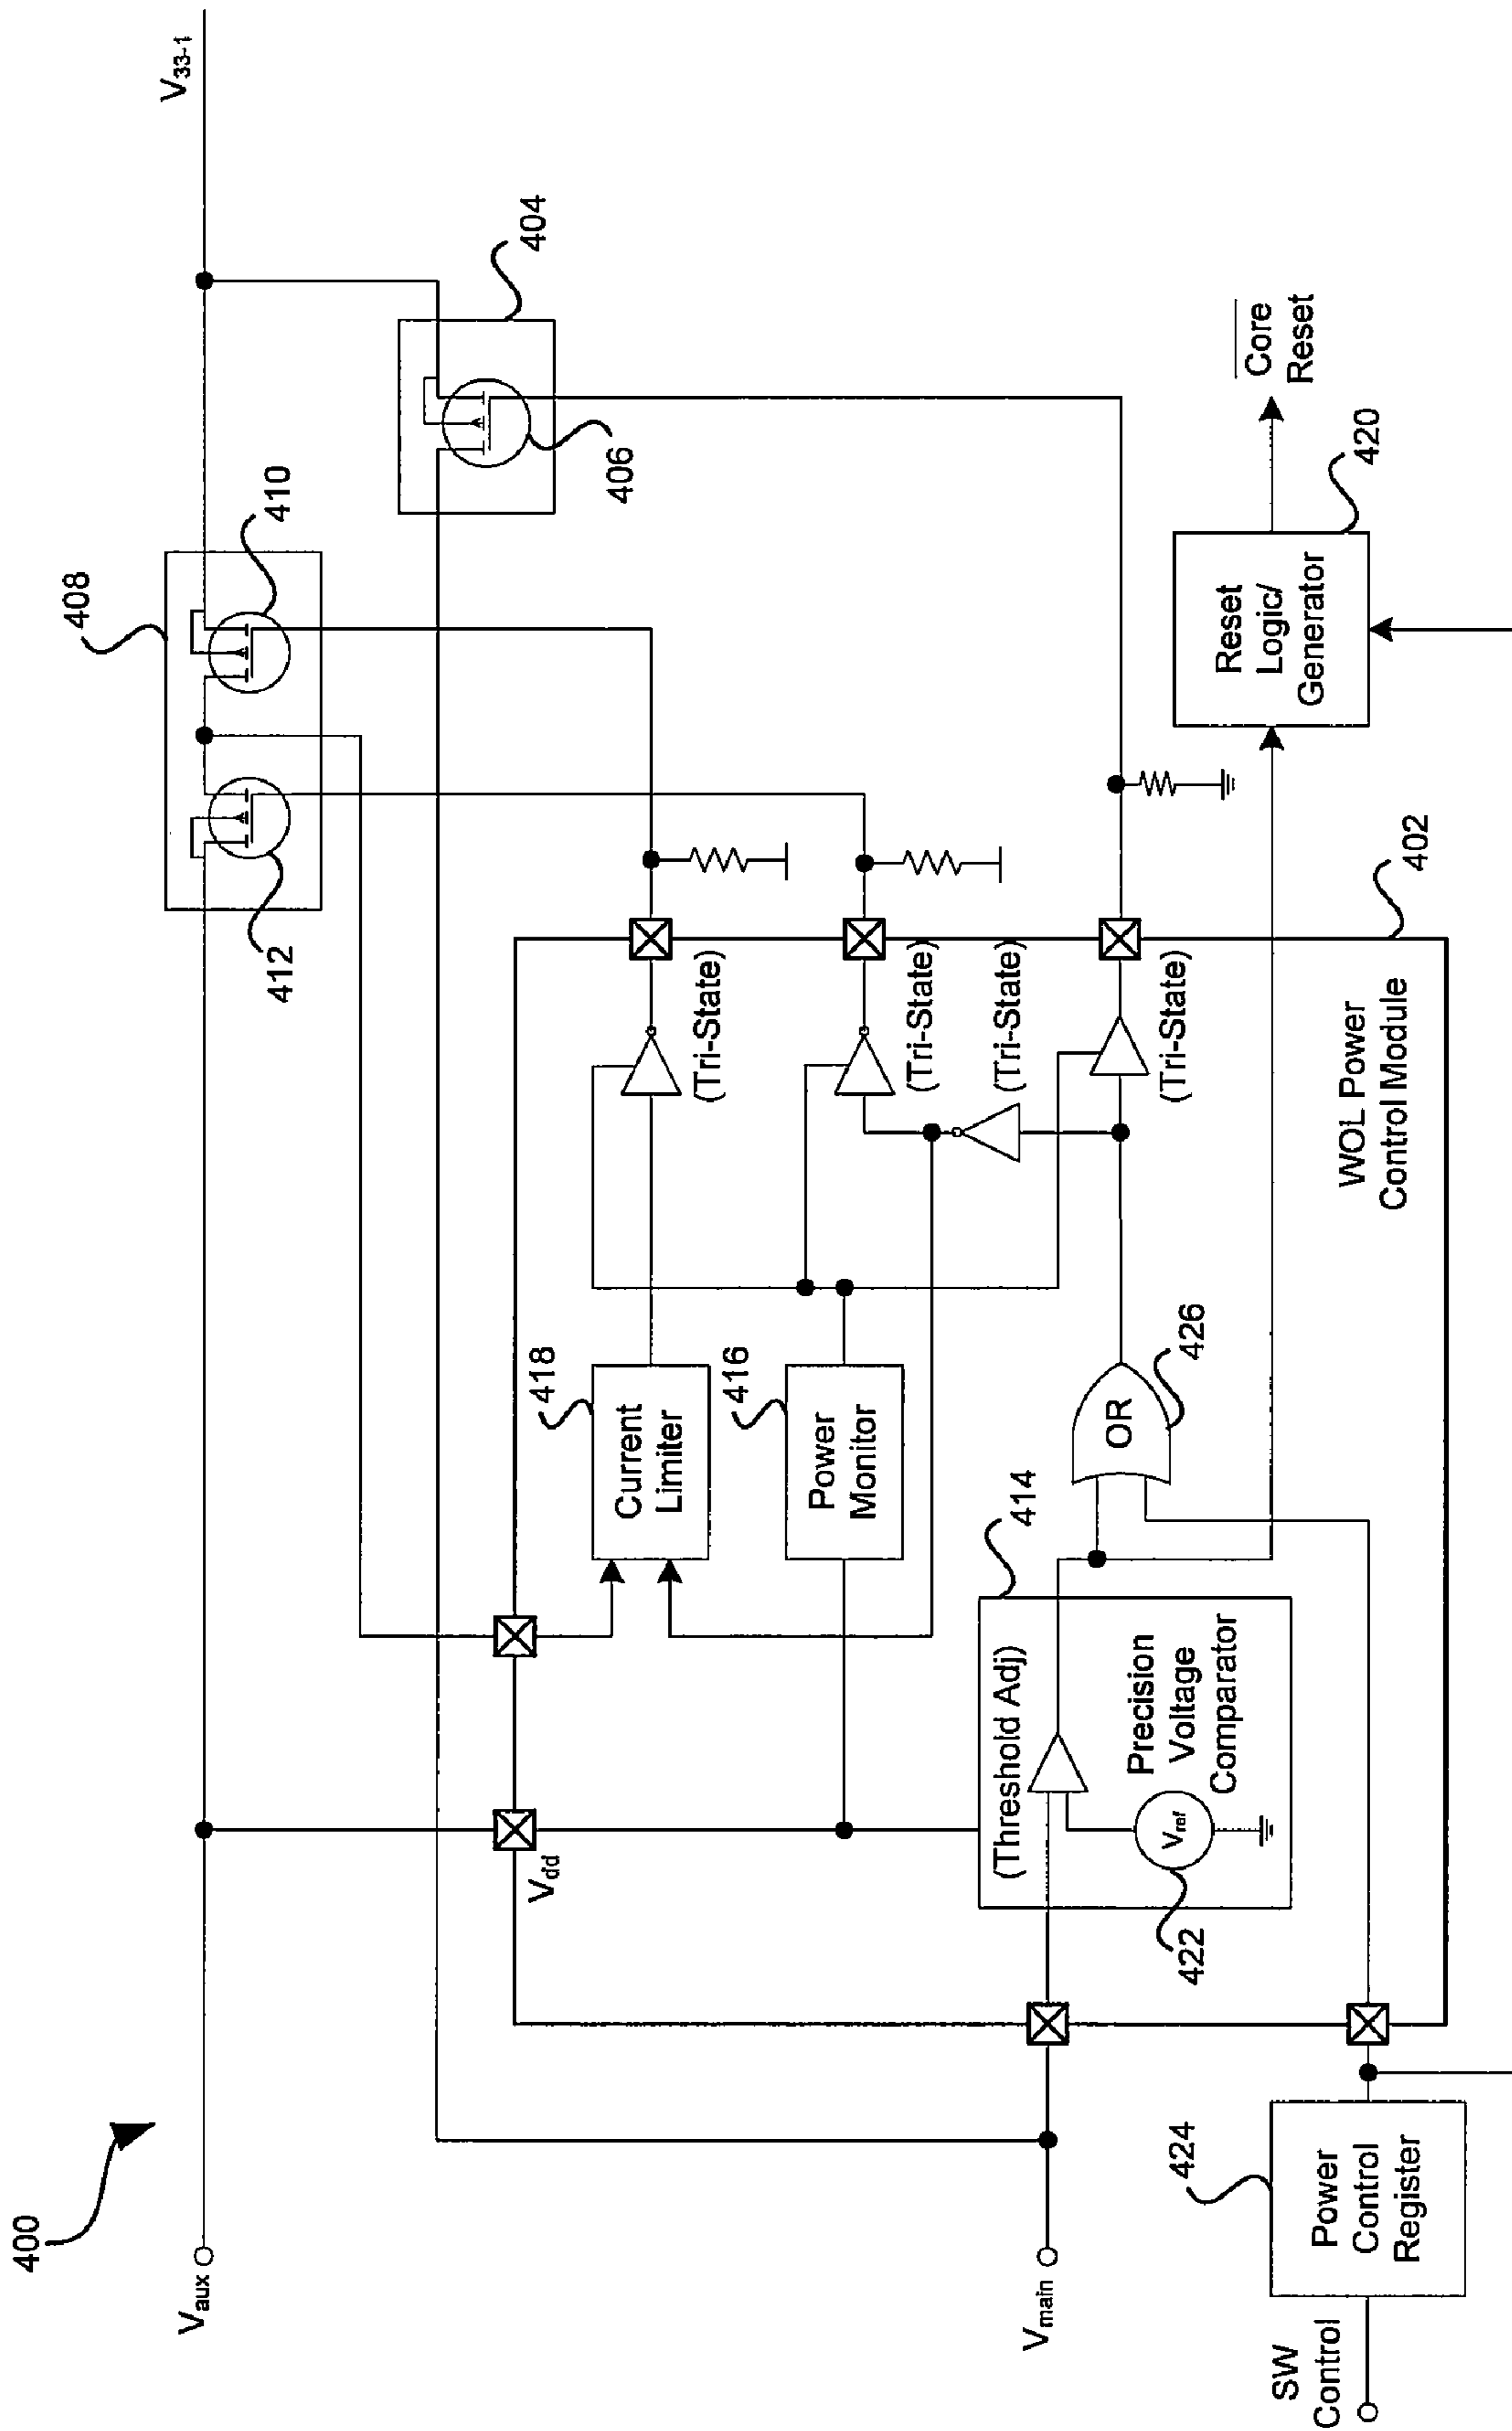 400
V33-1
Vaux
408
410
412
404
406
Vdd
418
Current
Limiter
(Tri-State)
416
Power
Monitor
(Tri-State)
(Tri-State)
(Tri-State)
414
(Threshold Adj)
Precision
Voltage
Comparator
Vref
422
OR
426
WOL Power
Control Module
402
Vmain
Reset
Logic/
Generator
420
Core
Reset
424
Power
Control
Register
SW
Control